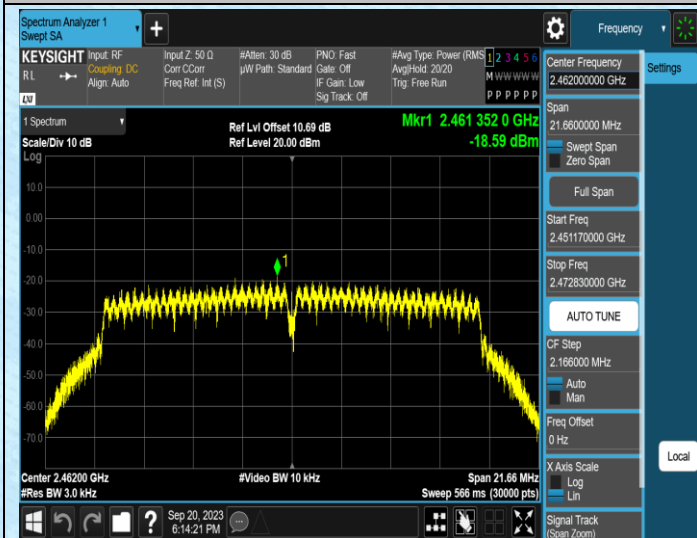 Spectrum Analyzer 1
Swept SA
+
Frequency
KEYSIGHT
RL
LXI
Input: RF
Coupling: DC
Align: Auto
Input Z: 50 Ω
Corr CCorr
Freq Ref: Int (S)
#Atten: 30 dB
µW Path: Standard
PNO: Fast
Gate: Off
IF Gain: Low
Sig Track: Off
#Avg Type: Power (RMS
Avg|Hold: 20/20
Trig: Free Run
1 2 3 4 5 6
M W W W W W
P P P P P P
Settings
1 Spectrum
Scale/Div 10 dB
Log
Ref Lvl Offset 10.69 dB
Ref Level 20.00 dBm
Mkr1 2.461 352 0 GHz
-18.59 dBm
10.0
0.00
-10.0
-20.0
-30.0
-40.0
-50.0
-60.0
-70.0
1
Center 2.46200 GHz
#Res BW 3.0 kHz
#Video BW 10 kHz
Span 21.66 MHz
Sweep 566 ms (30000 pts)
Center Frequency
2.462000000 GHz
Span
21.6600000 MHz
Swept Span
Zero Span
Full Span
Start Freq
2.451170000 GHz
Stop Freq
2.472830000 GHz
AUTO TUNE
CF Step
2.166000 MHz
Auto
Man
Freq Offset
0 Hz
X Axis Scale
Log
Lin
Signal Track
(Span Zoom)
Local
?
Sep 20, 2023
6:14:21 PM